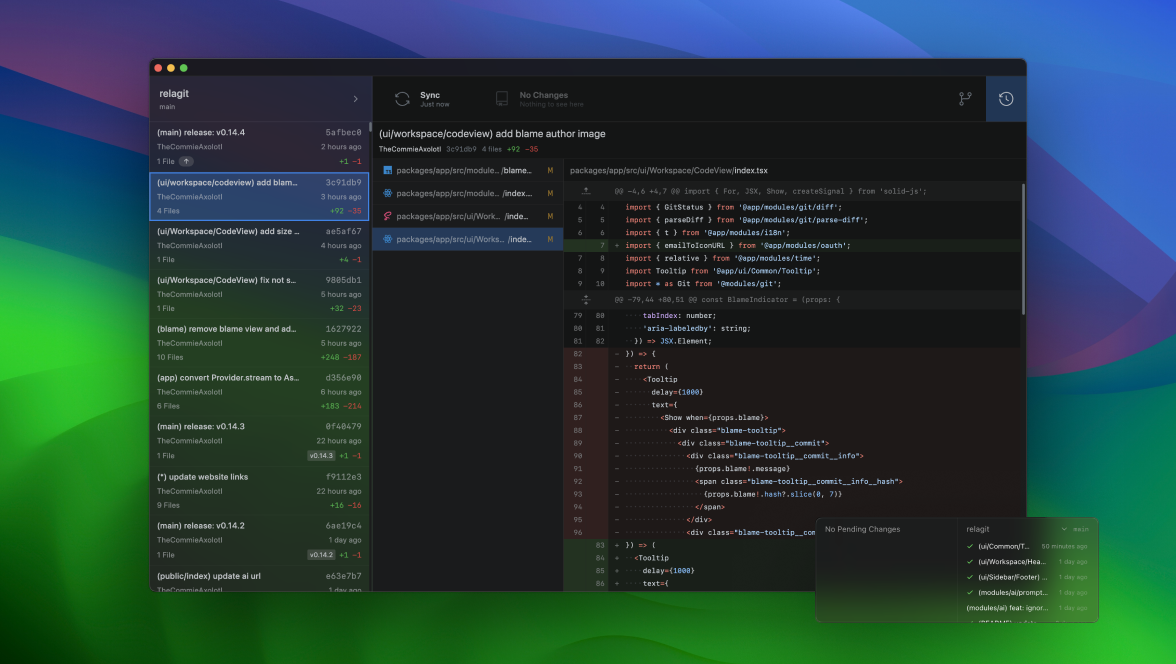 relagit
main
Sync
Just now
No Changes
Nothing to see here
(main) release: v0.14.4 5afbec0
TheCommieAxolotl 2 hours ago
1 File +1 −1
(ui/workspace/codeview) add blam... 3c91db9
TheCommieAxolotl 3 hours ago
4 Files +92 −35
(ui/Workspace/CodeView) add size ... ae5af67
TheCommieAxolotl 4 hours ago
1 File +4 −1
(ui/Workspace/CodeView) fix not s... 9805db1
TheCommieAxolotl 5 hours ago
1 File +32 −23
(blame) remove blame view and ad... 1627922
TheCommieAxolotl 5 hours ago
10 Files +248 −187
(app) convert Provider.stream to As... d356e90
TheCommieAxolotl 6 hours ago
6 Files +183 −214
(main) release: v0.14.3 0f40479
TheCommieAxolotl 22 hours ago
1 File v0.14.3 +1 −1
(*) update website links f9112e3
TheCommieAxolotl 22 hours ago
9 Files +16 −16
(main) release: v0.14.2 6ae19c4
TheCommieAxolotl 1 day ago
1 File v0.14.2 +1 −1
(public/index) update ai url e63e7b7
TheCommieAxolotl 1 day ago
(ui/workspace/codeview) add blame author image
TheCommieAxolotl 3c91db9 4 files +92 −35
packages/app/src/module... /blame... M
packages/app/src/module... /index.... M
packages/app/src/ui/Work... /inde... M
packages/app/src/ui/Works... /inde... M
packages/app/src/ui/Workspace/CodeView/index.tsx
@@ −4,6 +4,7 @@ import { For, JSX, Show, createSignal } from 'solid-js';
4 4 import { GitStatus } from '@app/modules/git/diff';
5 5 import { parseDiff } from '@app/modules/git/parse-diff';
6 6 import { t } from '@app/modules/i18n';
7 + import { emailToIconURL } from '@app/modules/oauth';
7 8 import { relative } from '@app/modules/time';
8 9 import Tooltip from '@app/ui/Common/Tooltip';
9 10 import * as Git from '@modules/git';
@@ −79,44 +80,51 @@ const BlameIndicator = (props: {
79 80 ····tabIndex: number;
80 81 ····'aria-labeledby': string;
81 82 ··}) => JSX.Element;
82 − }) => {
83 − ··return (
84 − ····<Tooltip
85 − ······delay={1000}
86 − ······text={
87 − ········<Show when={props.blame}>
88 − ··········<div class="blame-tooltip">
89 − ············<div class="blame-tooltip__commit">
90 − ··············<div class="blame-tooltip__commit__info">
91 − ················{props.blame!.message}
92 − ················<span class="blame-tooltip__commit__info__hash">
93 − ··················{props.blame!.hash?.slice(0, 7)}
94 − ················</span>
95 − ··············</div>
96 − ··············<div class="blame-tooltip__com
83 + }) => (
84 + ··<Tooltip
85 + ····delay={1000}
86 + ····text={
No Pending Changes
relagit main
(ui/Common/T... 50 minutes ago
(ui/Workspace/Hea... 1 day ago
(ui/Sidebar/Footer) ... 1 day ago
(modules/ai/prompt... 1 day ago
(modules/ai) feat: ignor... 1 day ago